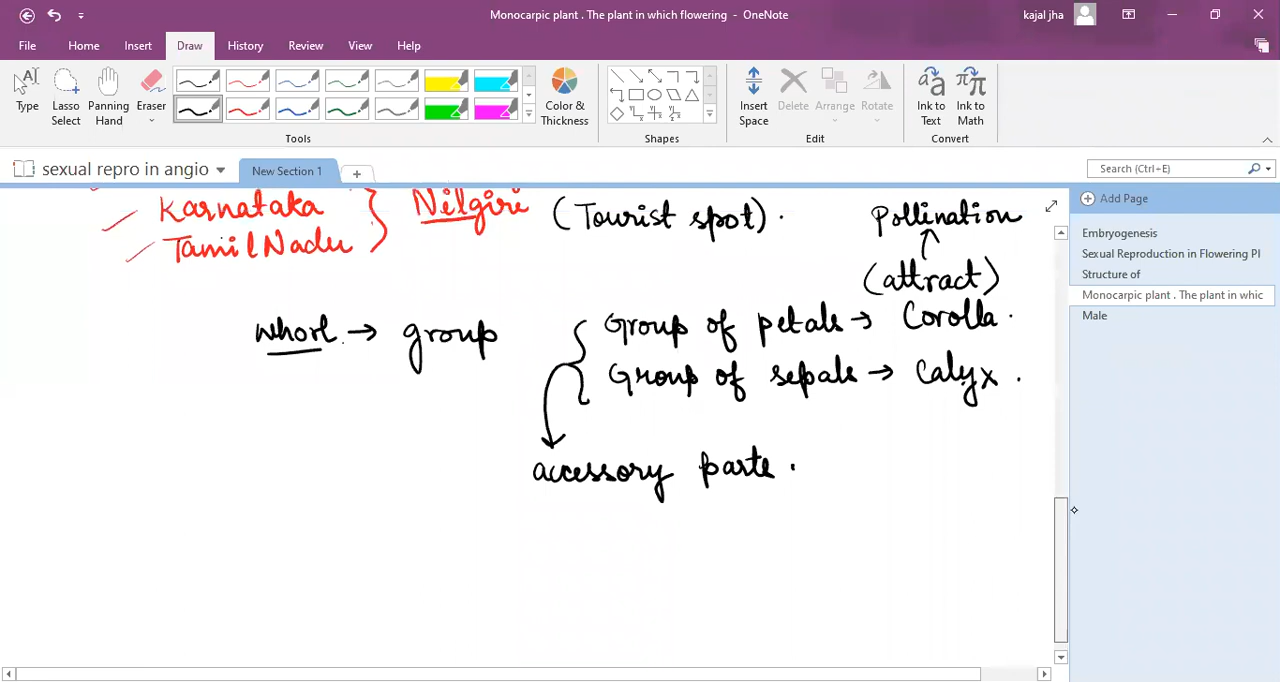 Monocarpic plant . The plant in which flowering - OneNote
kajal jha
File Home Insert Draw History Review View Help
Type
Lasso Select
Panning Hand
Eraser
Color & Thickness
Insert Space
Delete
Arrange
Rotate
Ink to Text
Ink to Math
Tools
Shapes
Edit
Convert
sexual repro in angio
New Section 1
Search (Ctrl+E)
Add Page
Embryogenesis
Sexual Reproduction in Flowering Pl
Structure of
Monocarpic plant . The plant in whic
Male
Karnataka
Tamil Nadu
Nilgiri (Tourist spot).
Pollination
(attract)
whorl. → group
Group of petals → Corolla.
Group of sepals → Calyx.
accessory parts.